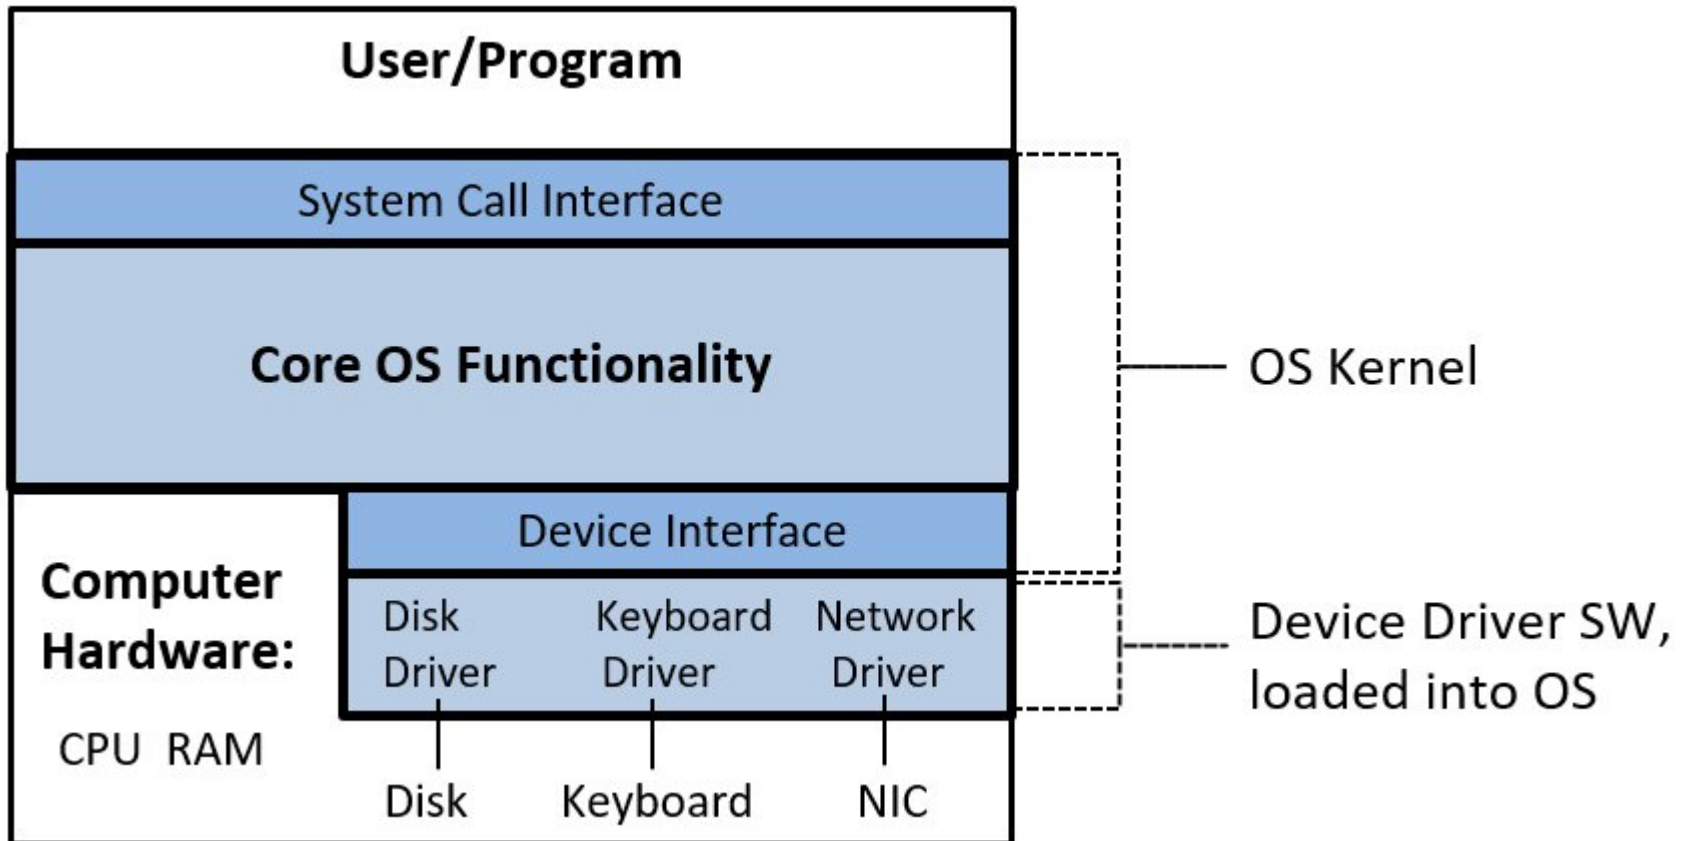 User/Program
System Call Interface
Core OS Functionality
OS Kernel
Device Interface
Computer
Hardware:
CPU RAM
Disk Keyboard Network
Driver Driver Driver
Device Driver SW,
loaded into OS
Disk Keyboard NIC